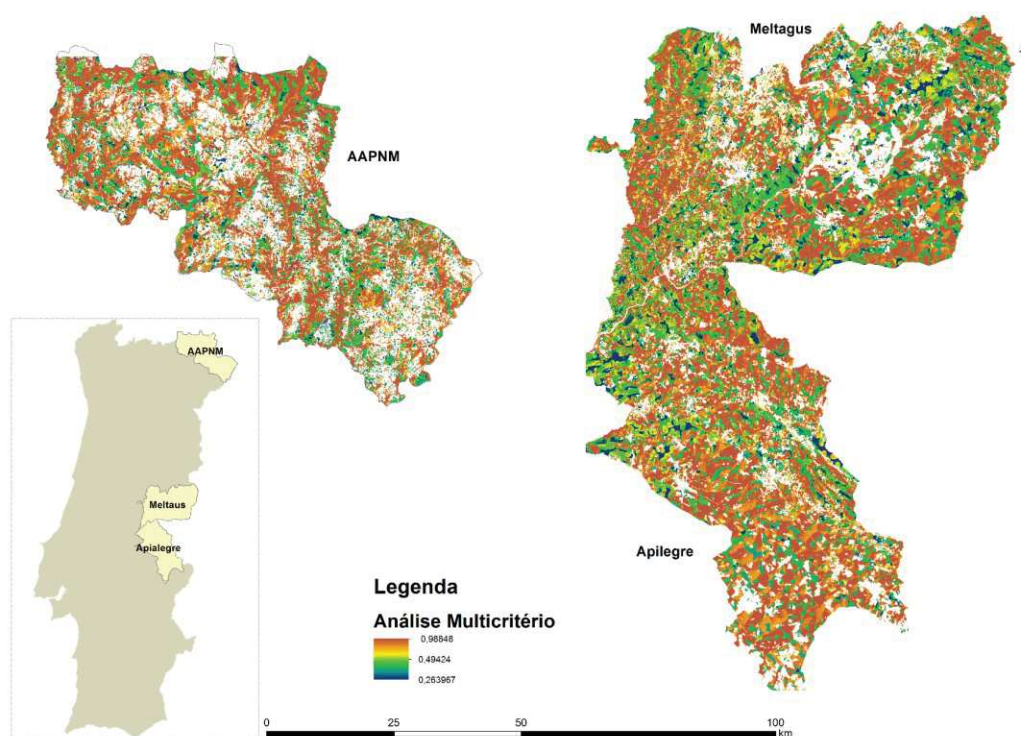 Meltagus
AAPNM
AAPNM
Meltaus
Apialegre
Apilegre
Legenda
Análise Multicritério
0,98848
0,49424
0,263967
0 25 50 100
km